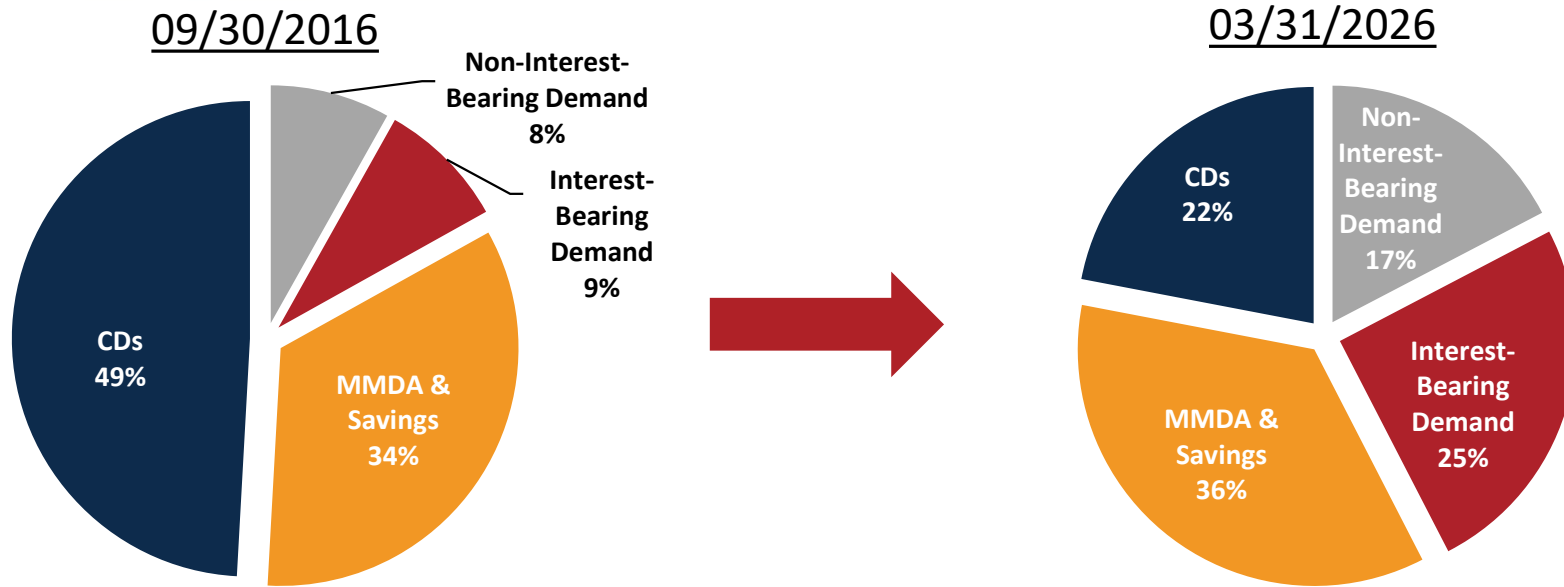 09/30/2016
Non-Interest-
Bearing Demand
8%
Interest-
Bearing
Demand
9%
CDs
49%
MMDA &
Savings
34%
03/31/2026
Non-
Interest-
Bearing
Demand
17%
CDs
22%
Interest-
Bearing
Demand
25%
MMDA &
Savings
36%